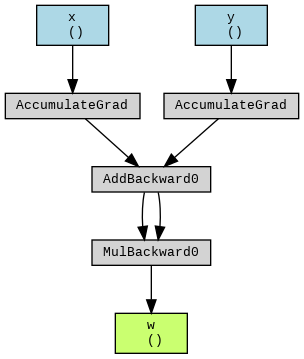 x
()
y
()
AccumulateGrad
AccumulateGrad
AddBackward0
MulBackward0
w
()